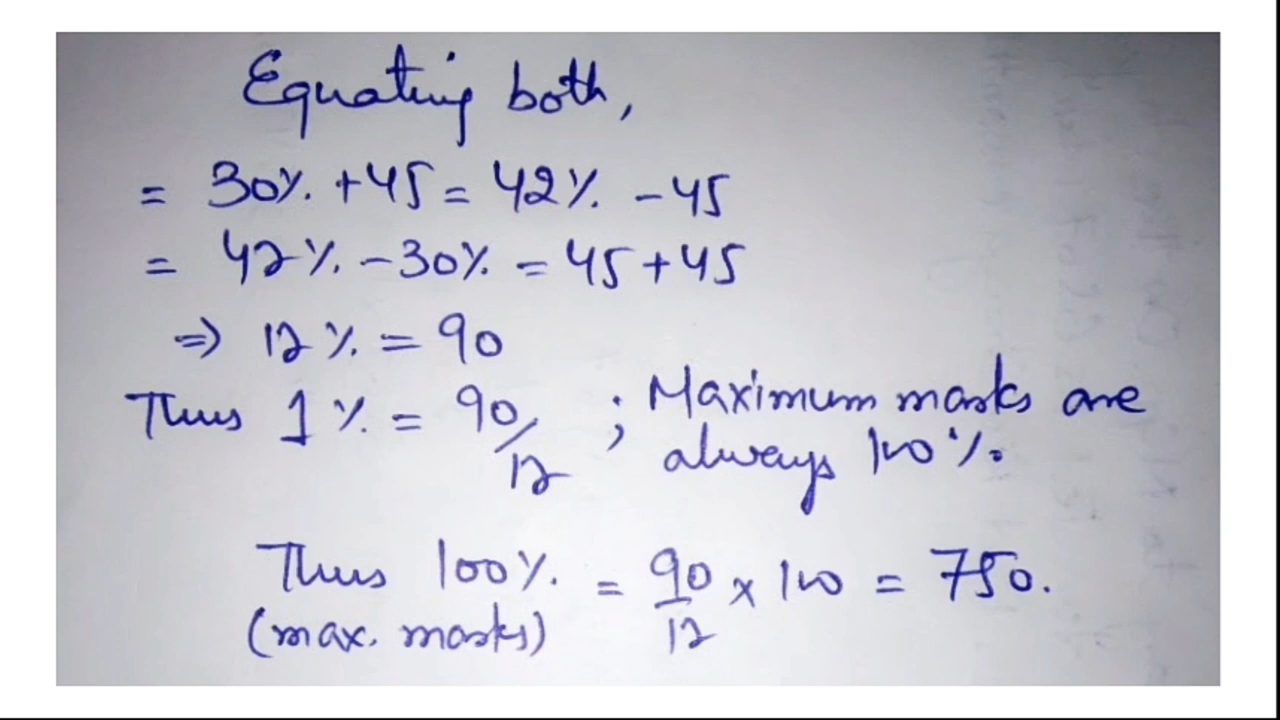 Equating both,
= 30% + 45 = 42% - 45
= 42% - 30% = 45 + 45
⇒ 12% = 90
Thus 1% = 90/12 ; Maximum marks are
always 100%.
Thus 100% = 90/12 x 100 = 750.
(max. marks)